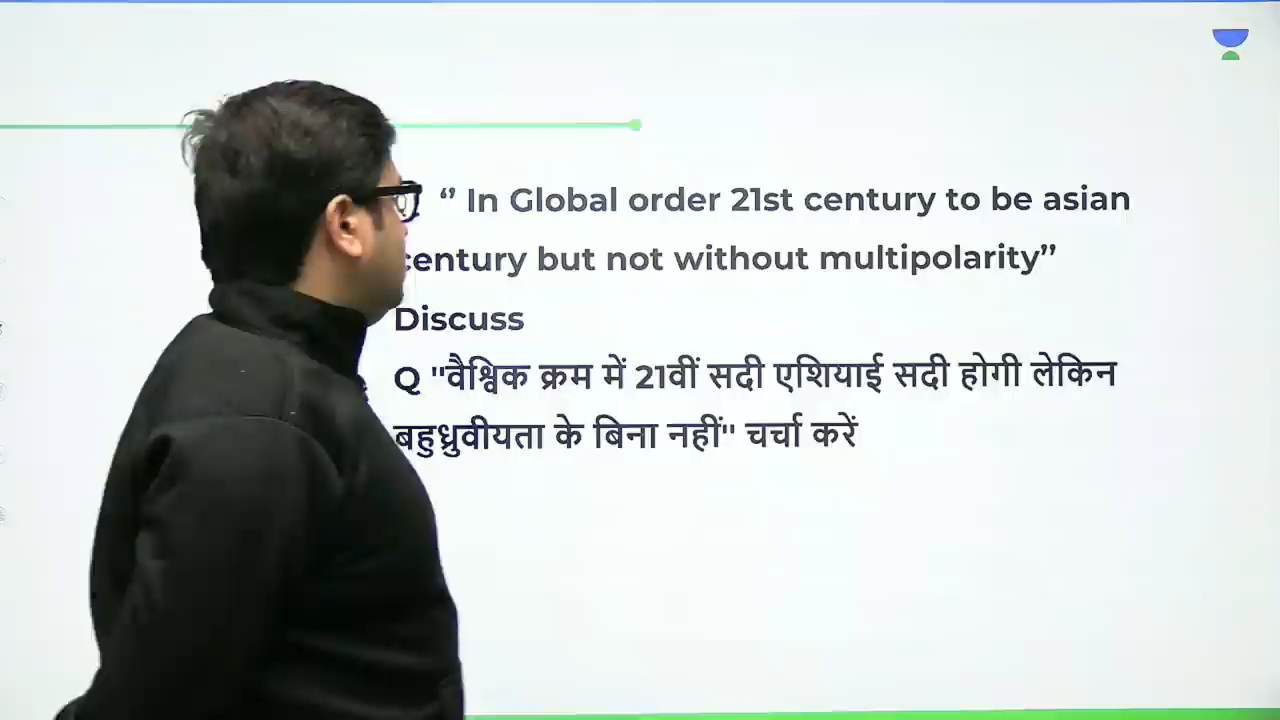 “ In Global order 21st century to be asian
century but not without multipolarity”
Discuss
Q "वैश्विक क्रम में 21वीं सदी एशियाई सदी होगी लेकिन
बहुध्रुवीयता के बिना नहीं" चर्चा करें